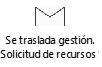 Se traslada gestión.
Solicitud de recursos